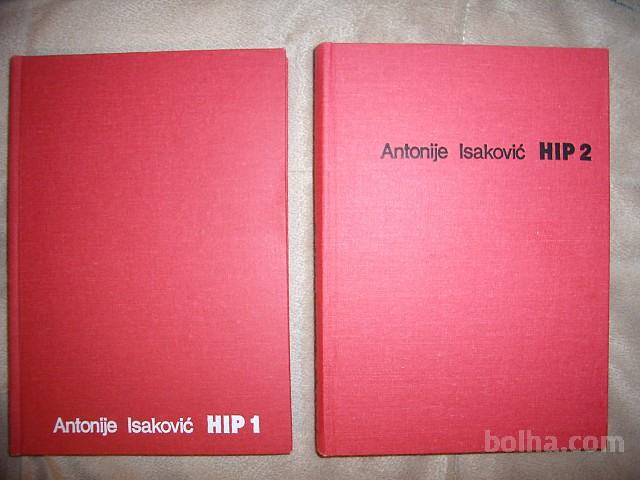 Antonije Isaković HIP 1
Antonije Isaković HIP 2
bolha.com